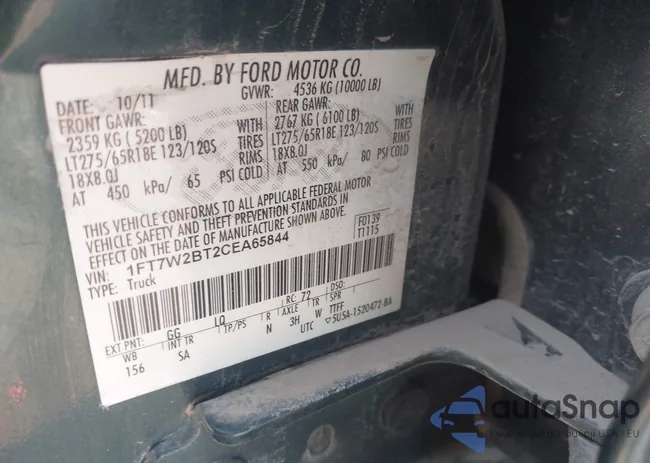 MFD. BY FORD MOTOR CO.
DATE: 10/11 GVWR: 4536 KG (10000 LB)
FRONT GAWR: REAR GAWR:
2359 KG ( 5200 LB) 2767 KG ( 6100 LB)
LT275/65R18E 123/120S TIRES LT275/65R18E 123/120S TIRES
18X8.0J RIMS 18X8.0J RIMS
AT 450 kPa/ 65 PSI COLD AT 550 kPa/ 80 PSI COLD
THIS VEHICLE CONFORMS TO ALL APPLICABLE FEDERAL MOTOR
VEHICLE SAFETY AND THEFT PREVENTION STANDARDS IN
EFFECT ON THE DATE OF MANUFACTURE SHOWN ABOVE.
F0139
T1115
1FT7W2BT2CEA65844
TYPE: Truck
EXT PNT: GG LQ RC: 72 DSO:
WB INT TR TP/PS R AXLE TR SPR
156 SA N 3H W TTFF
UTC 5U5A-1520472-BA
autoSnap